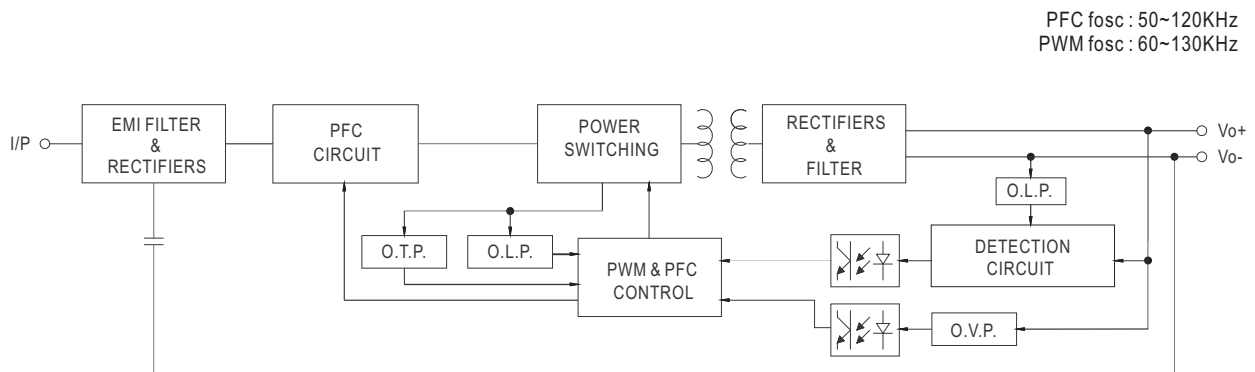 PFC fosc : 50~120KHz
PWM fosc : 60~130KHz
I/P
EMI FILTER
&
RECTIFIERS
PFC
CIRCUIT
POWER
SWITCHING
RECTIFIERS
&
FILTER
Vo+
Vo-
O.L.P.
O.T.P.
O.L.P.
PWM & PFC
CONTROL
DETECTION
CIRCUIT
O.V.P.